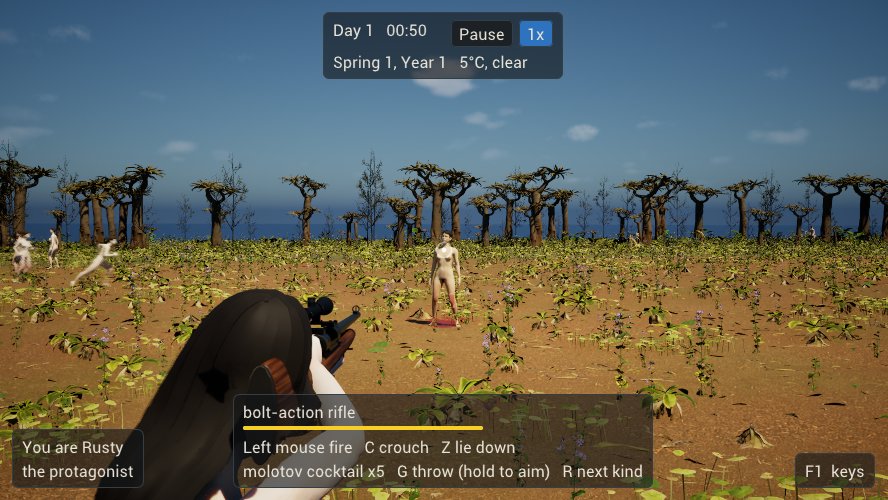 Day 1 00:50 Pause 1x
Spring 1, Year 1 5°C, clear
bolt-action rifle
Left mouse fire C crouch Z lie down
molotov cocktail x5 G throw (hold to aim) R next kind
You are Rusty
the protagonist
F1 keys